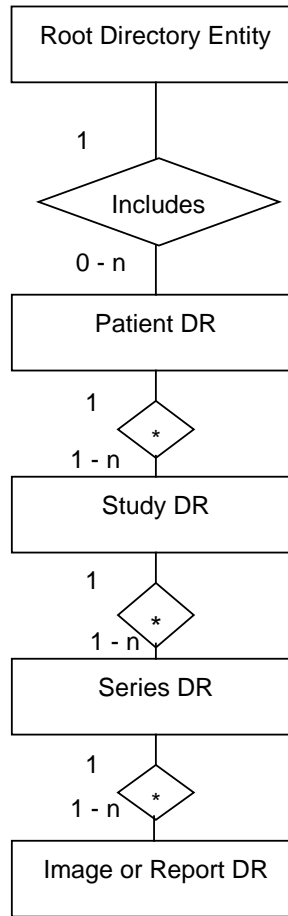 Root Directory Entity
1
Includes
0 - n
Patient DR
1
*
1 - n
Study DR
1
*
1 - n
Series DR
1
*
1 - n
Image or Report DR